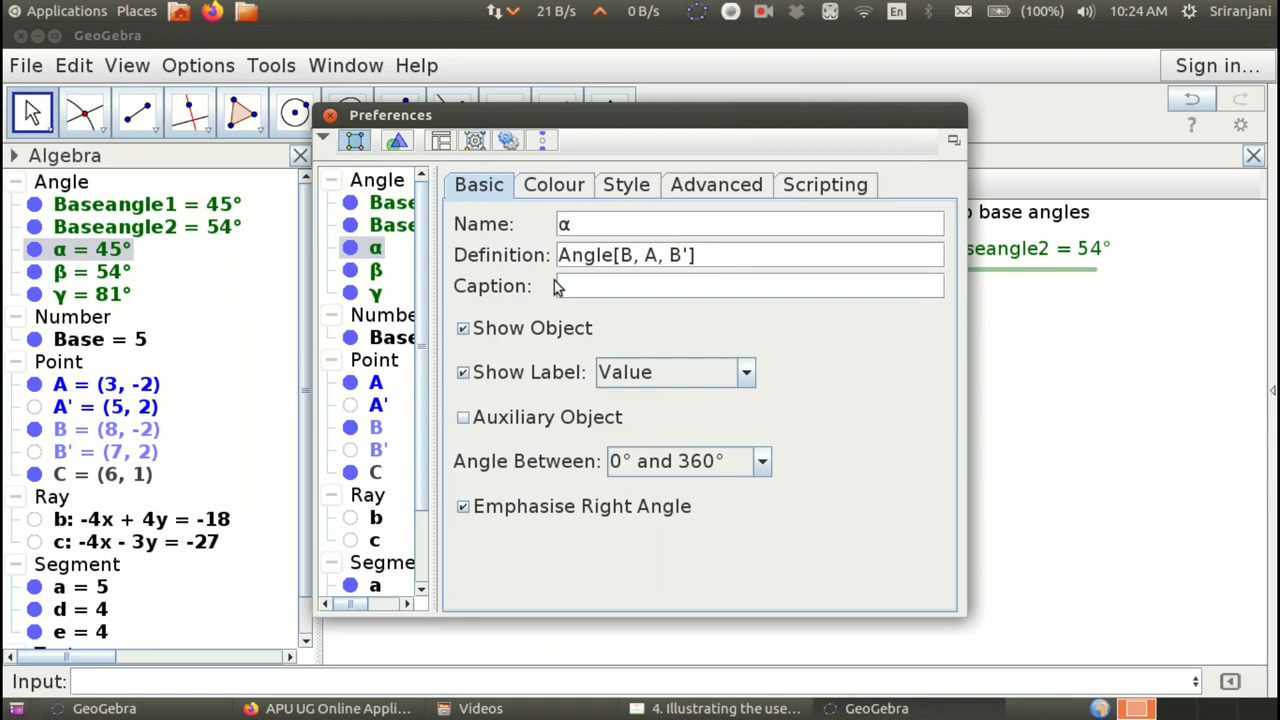 Applications Places 21 B/s 0 B/s En (100%) 10:24 AM Sriranjani
GeoGebra
File Edit View Options Tools Window Help Sign in...
Preferences
Algebra
Angle
Baseangle1 = 45°
Baseangle2 = 54°
α = 45°
β = 54°
γ = 81°
Number
Base = 5
Point
A = (3, -2)
A' = (5, 2)
B = (8, -2)
B' = (7, 2)
C = (6, 1)
Ray
b: -4x + 4y = -18
c: -4x - 3y = -27
Segment
a = 5
d = 4
e = 4
Angle
Base
Base
α
β
γ
Numbe
Base
Point
A
A'
B
B'
C
Ray
b
c
Segme
a
Basic Colour Style Advanced Scripting
Name: α
Definition: Angle[B, A, B']
Caption:
Show Object
Show Label: Value
Auxiliary Object
Angle Between: 0° and 360°
Emphasise Right Angle
o base angles
seangle2 = 54°
Input:
GeoGebra APU UG Online Appli... Videos 4. Illustrating the use... GeoGebra